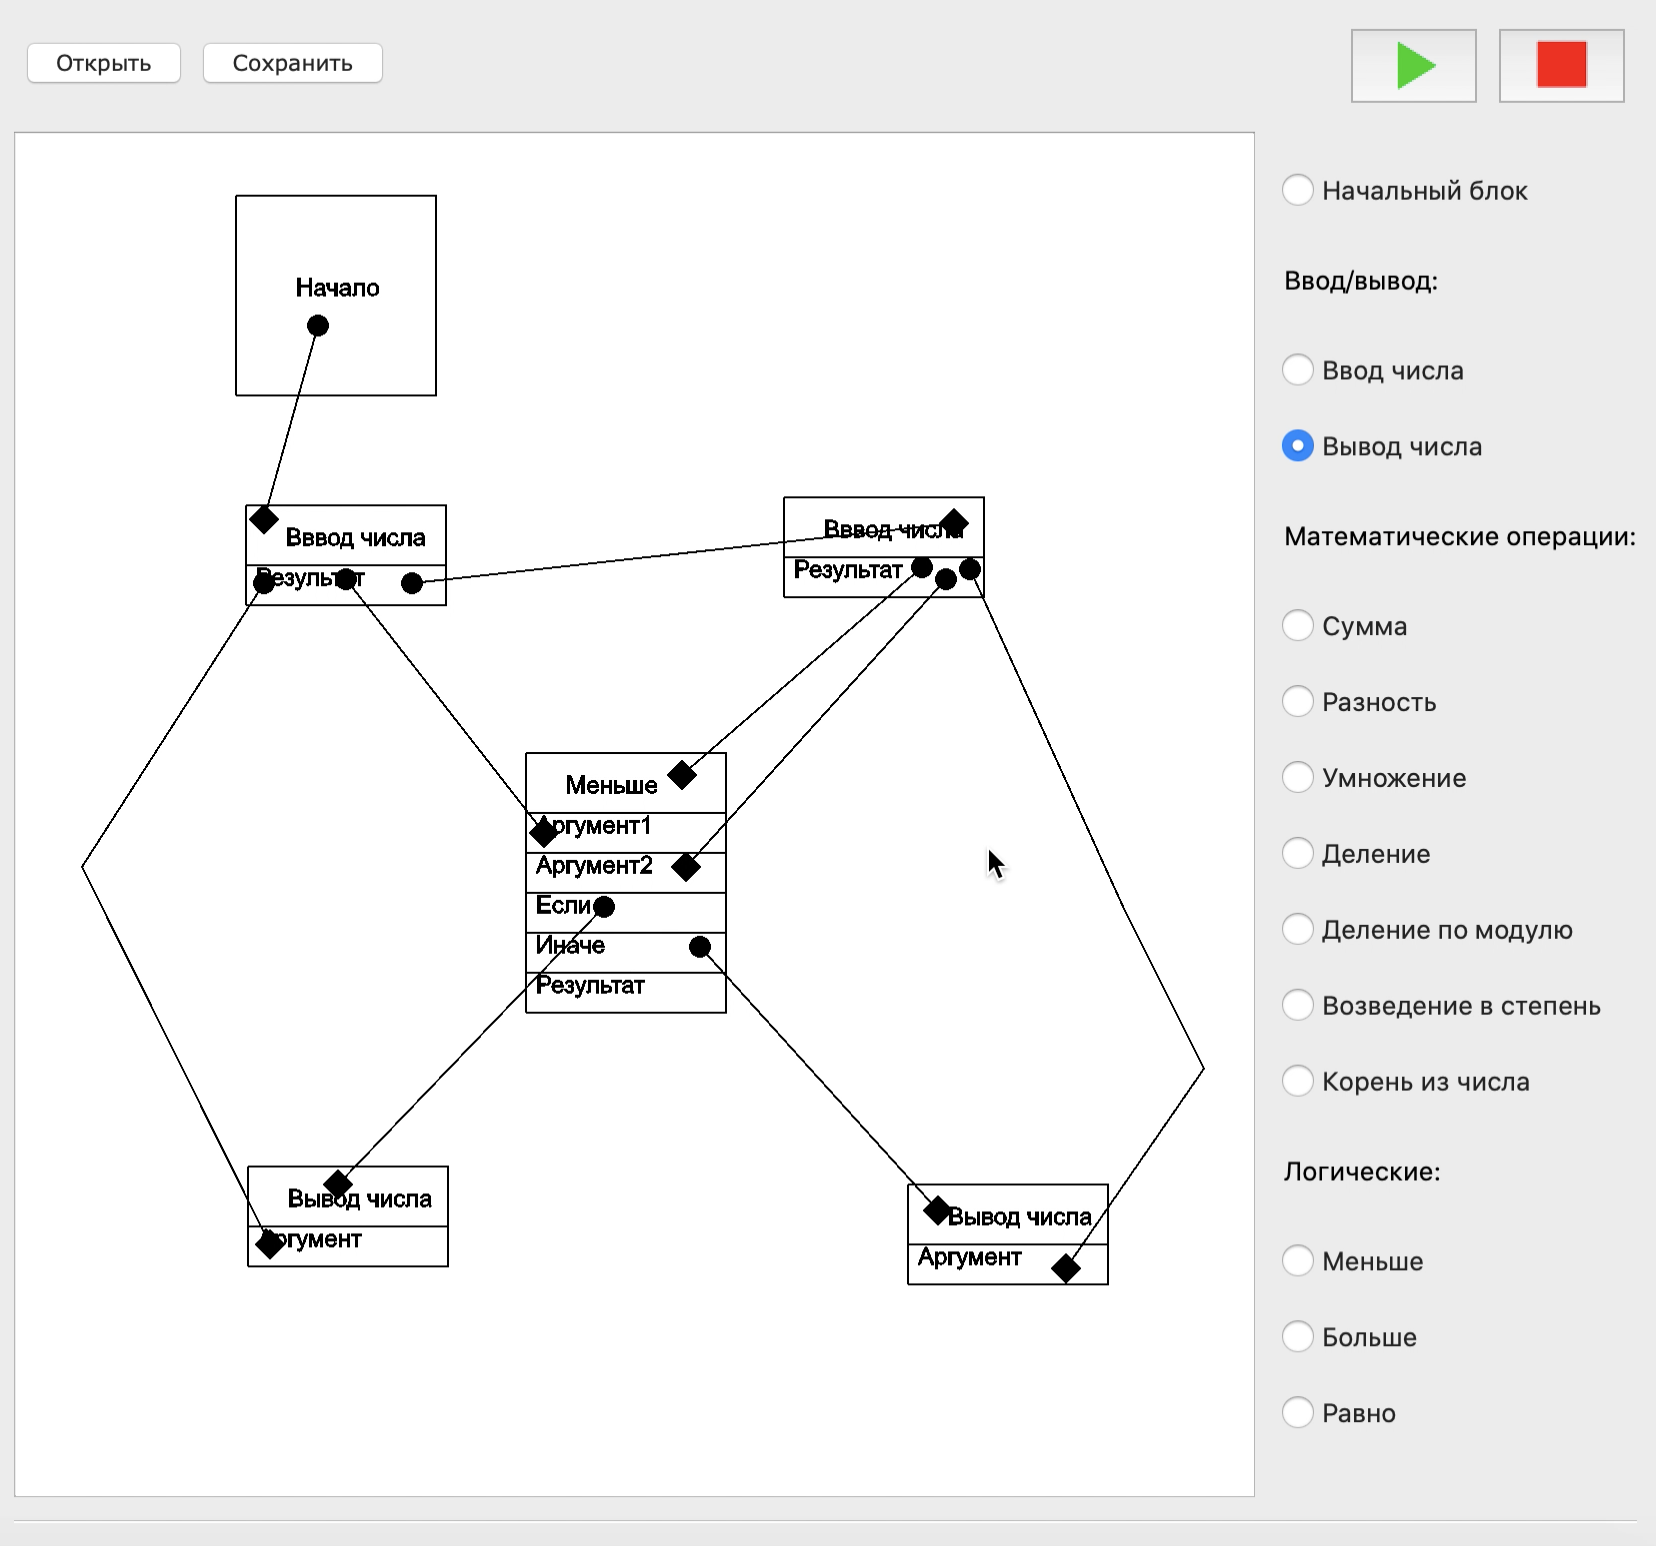 Открыть
Сохранить
Начало
Вввод числа
Результат
Вввод числа
Результат
Меньше
Аргумент1
Аргумент2
Если
Иначе
Результат
Вывод числа
Аргумент
Вывод числа
Аргумент
Начальный блок
Ввод/вывод:
Ввод числа
Вывод числа
Математические операции:
Сумма
Разность
Умножение
Деление
Деление по модулю
Возведение в степень
Корень из числа
Логические:
Меньше
Больше
Равно